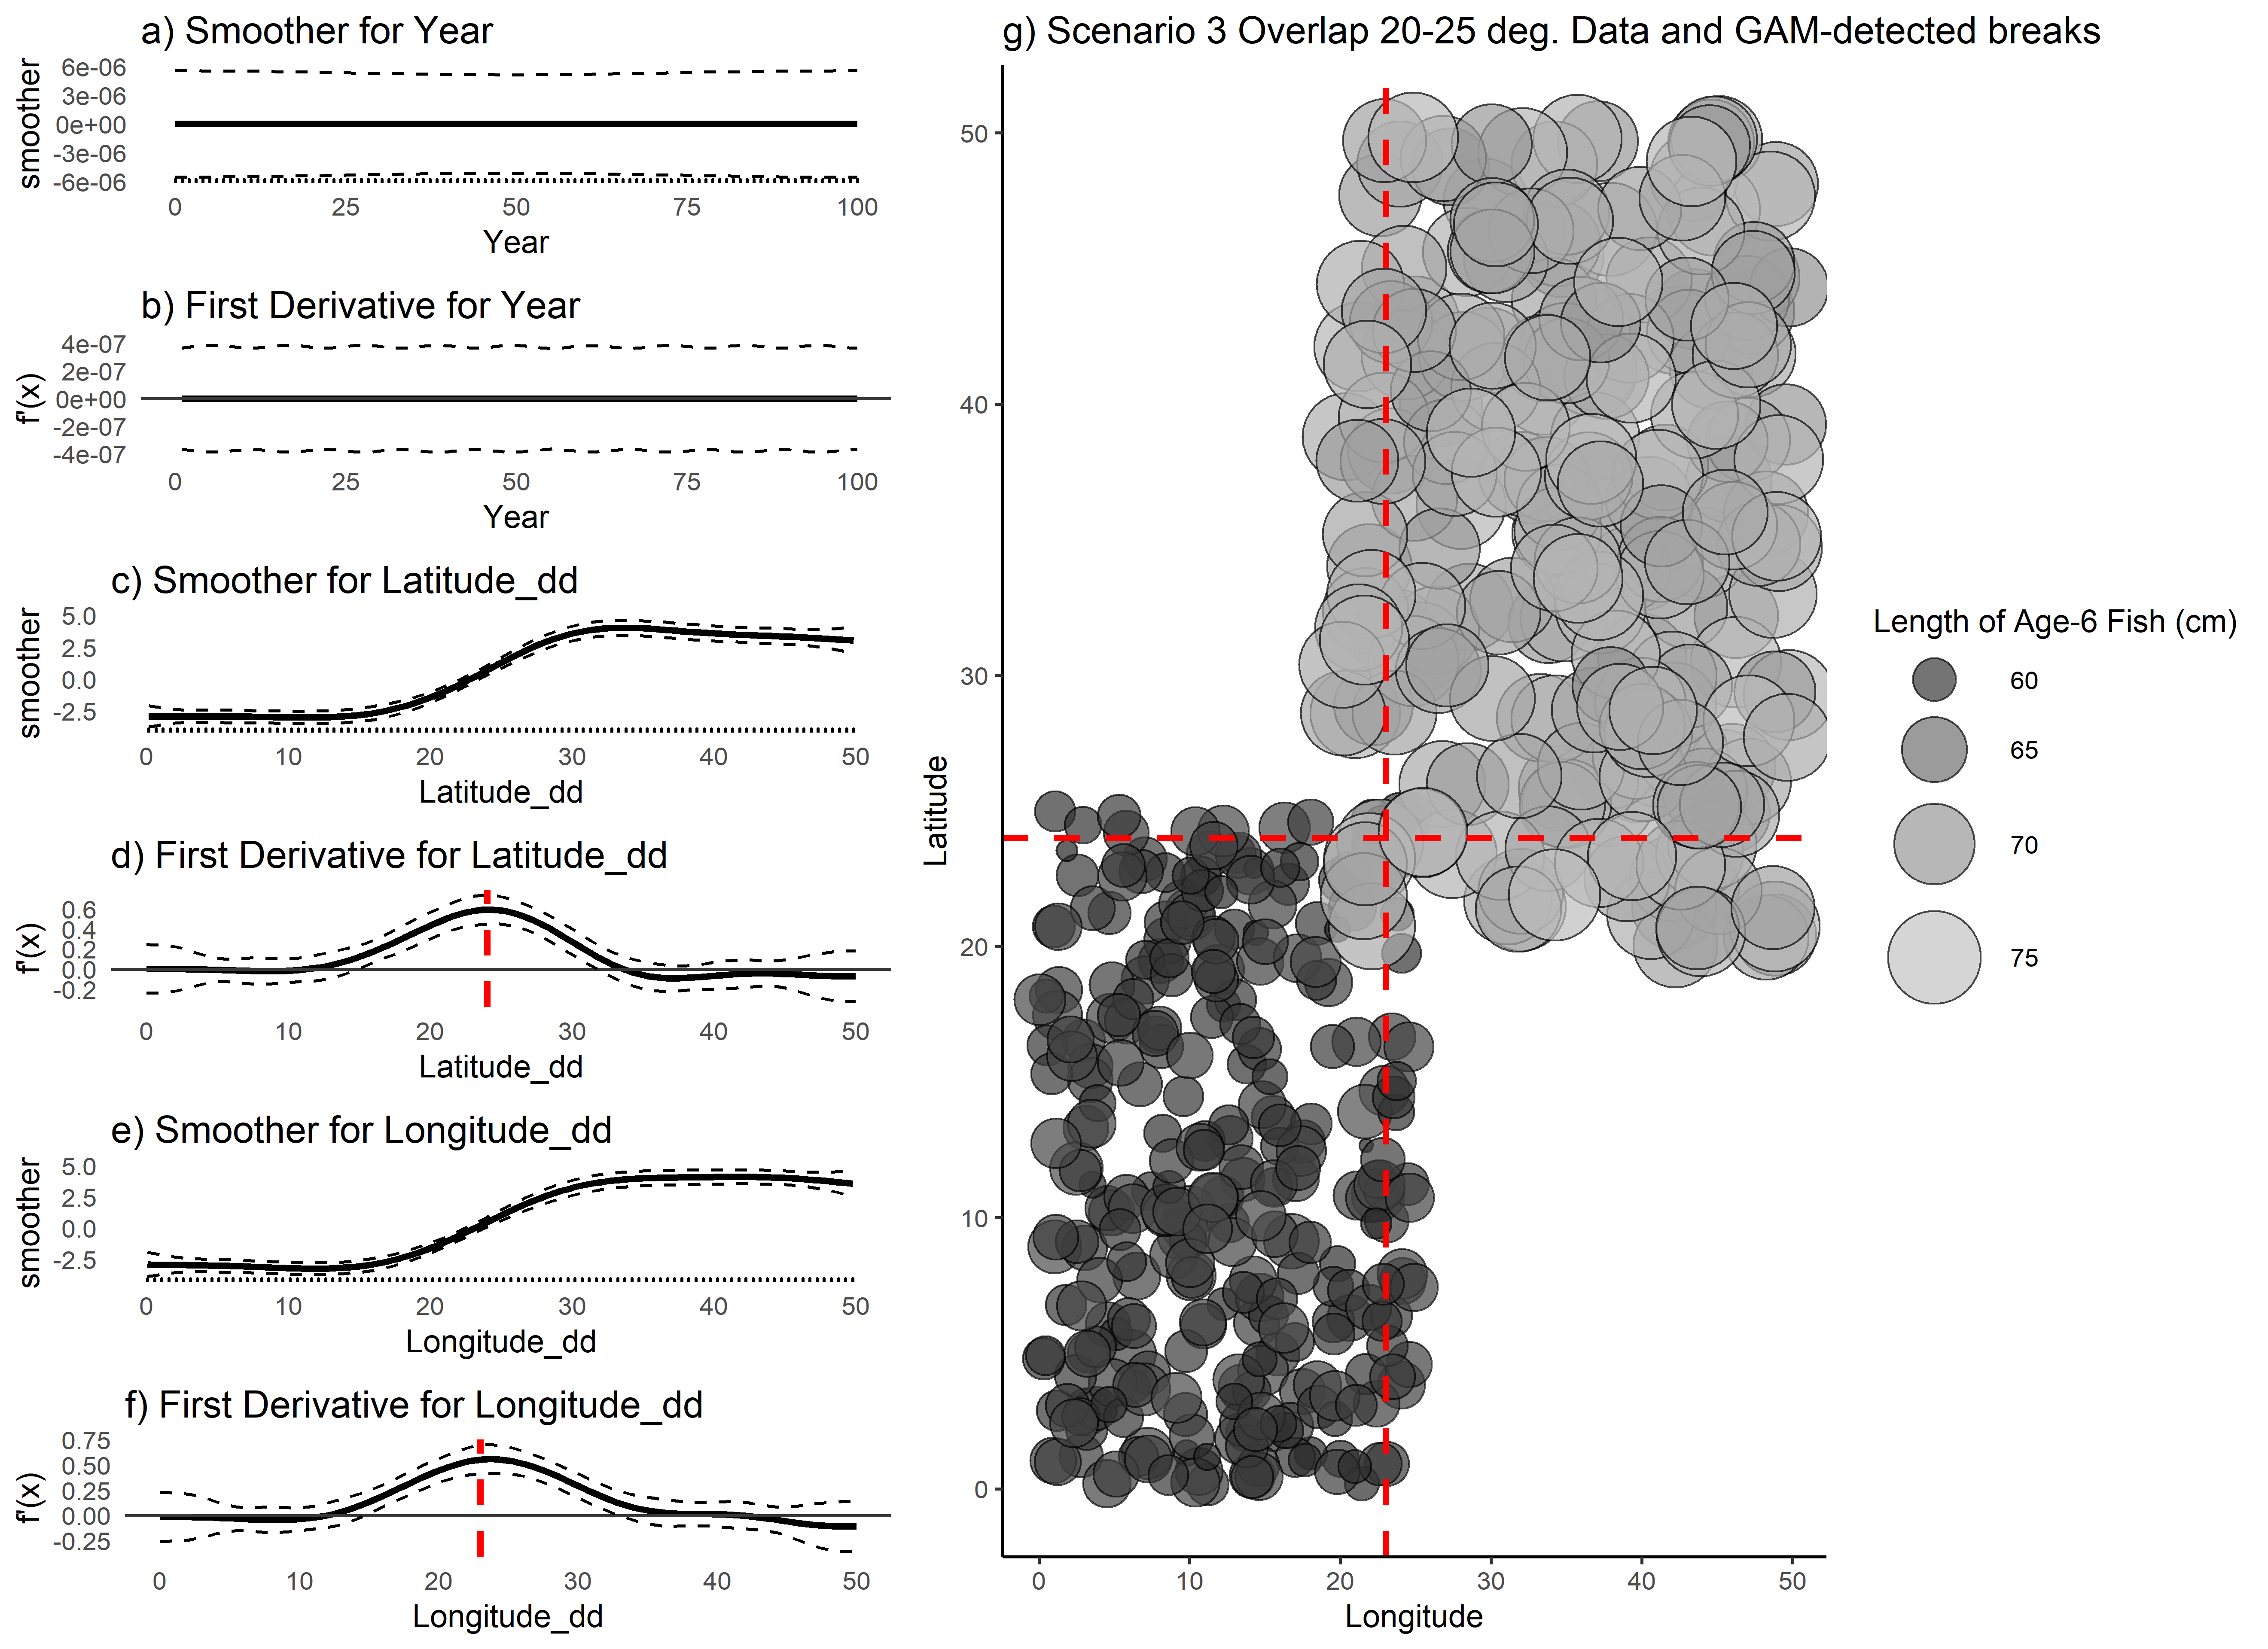 a) Smoother for Year
smoother
6e-06
3e-06
0e+00
-3e-06
-6e-06
0 25 50 75 100
Year
b) First Derivative for Year
f'(x)
4e-07
2e-07
0e+00
-2e-07
-4e-07
0 25 50 75 100
Year
c) Smoother for Latitude_dd
smoother
5.0
2.5
0.0
-2.5
0 10 20 30 40 50
Latitude_dd
d) First Derivative for Latitude_dd
f'(x)
0.6
0.4
0.2
0.0
-0.2
0 10 20 30 40 50
Latitude_dd
e) Smoother for Longitude_dd
smoother
5.0
2.5
0.0
-2.5
0 10 20 30 40 50
Longitude_dd
f) First Derivative for Longitude_dd
f'(x)
0.75
0.50
0.25
0.00
-0.25
0 10 20 30 40 50
Longitude_dd
g) Scenario 3 Overlap 20-25 deg. Data and GAM-detected breaks
Latitude
50
40
30
20
10
0
0 10 20 30 40 50
Longitude
Length of Age-6 Fish (cm)
60
65
70
75